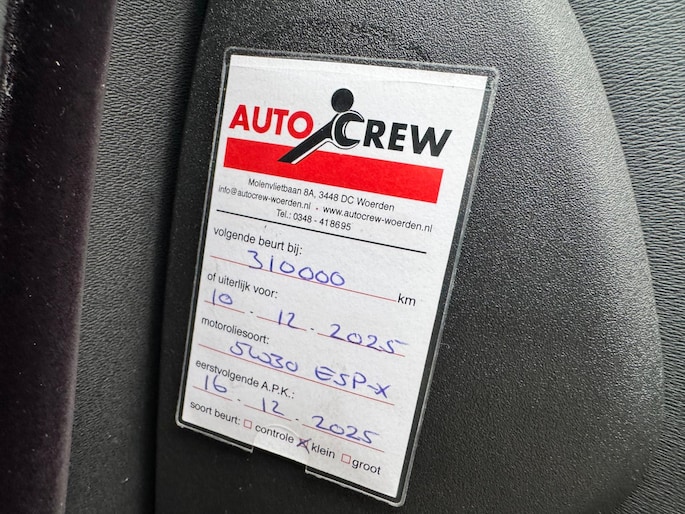 AUTO CREW
Molenvlietbaan 8A, 3448 DC Woerden
info@autocrew-woerden.nl - www.autocrew-woerden.nl
Tel.: 0348 - 418695
volgende beurt bij:
310000 km
of uiterlijk voor:
10 . 12 . 2025
motoroliesoort:
5W30 ESP-X
eerstvolgende A.P.K.:
16 . 12 . 2025
soort beurt: □ controle ☒ klein □ groot